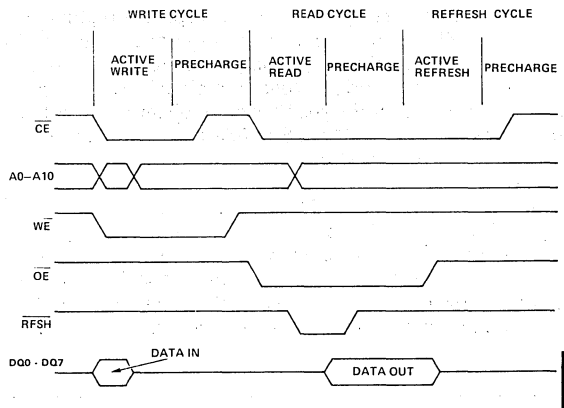 WRITE CYCLE READ CYCLE REFRESH CYCLE
ACTIVE WRITE PRECHARGE ACTIVE READ PRECHARGE ACTIVE REFRESH PRECHARGE
CE
A0–A10
WE
OE
RFSH
DQ0 - DQ7
DATA IN
DATA OUT